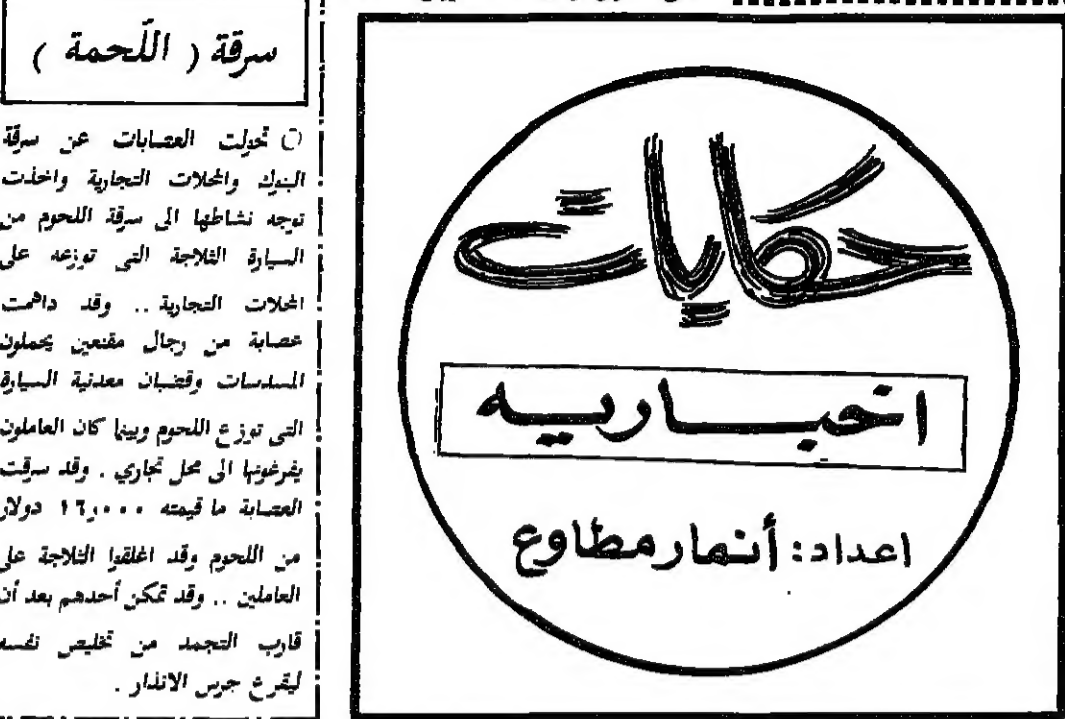 حكايات
اخباريه
اعداد: أنهار مطاوع
سرقة ( اللّحمة )
تحولت العصابات عن سرقة
البنوك والمحلات التجارية واخذت
توجه نشاطها الى سرقة اللحوم من
السيارة الثلاجة التي توزعه على
المحلات التجارية .. وقد داهمت
عصابة من رجال مقنعين يحملون
المسدسات وقضبان معدنية السيارة
التي توزع اللحوم وبينما كان العاملون
يفرغونها الى محل تجاري . وقد سرقت
العصابة ما قيمته ١٦,٠٠٠ دولار
من اللحوم وقد اغلقوا الثلاجة على
العاملين .. وقد تمكن أحدهم بعد أن
قارب التجمد من تخليص نفسه
ليقرع جرس الانذار .